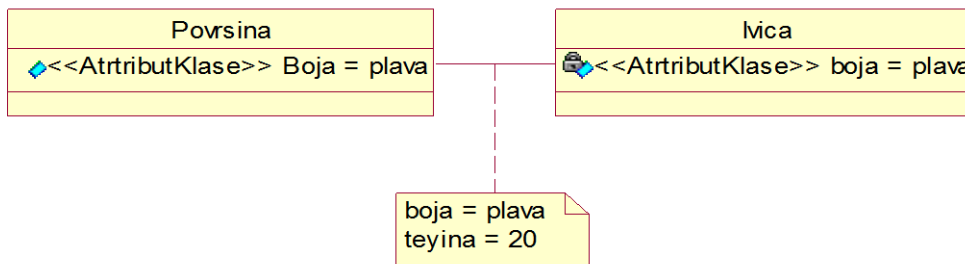 Povrsina
<<AtrtributKlase>> Boja = plava
Ivica
<<AtrtributKlase>> boja = plava
boja = plava
teyina = 20